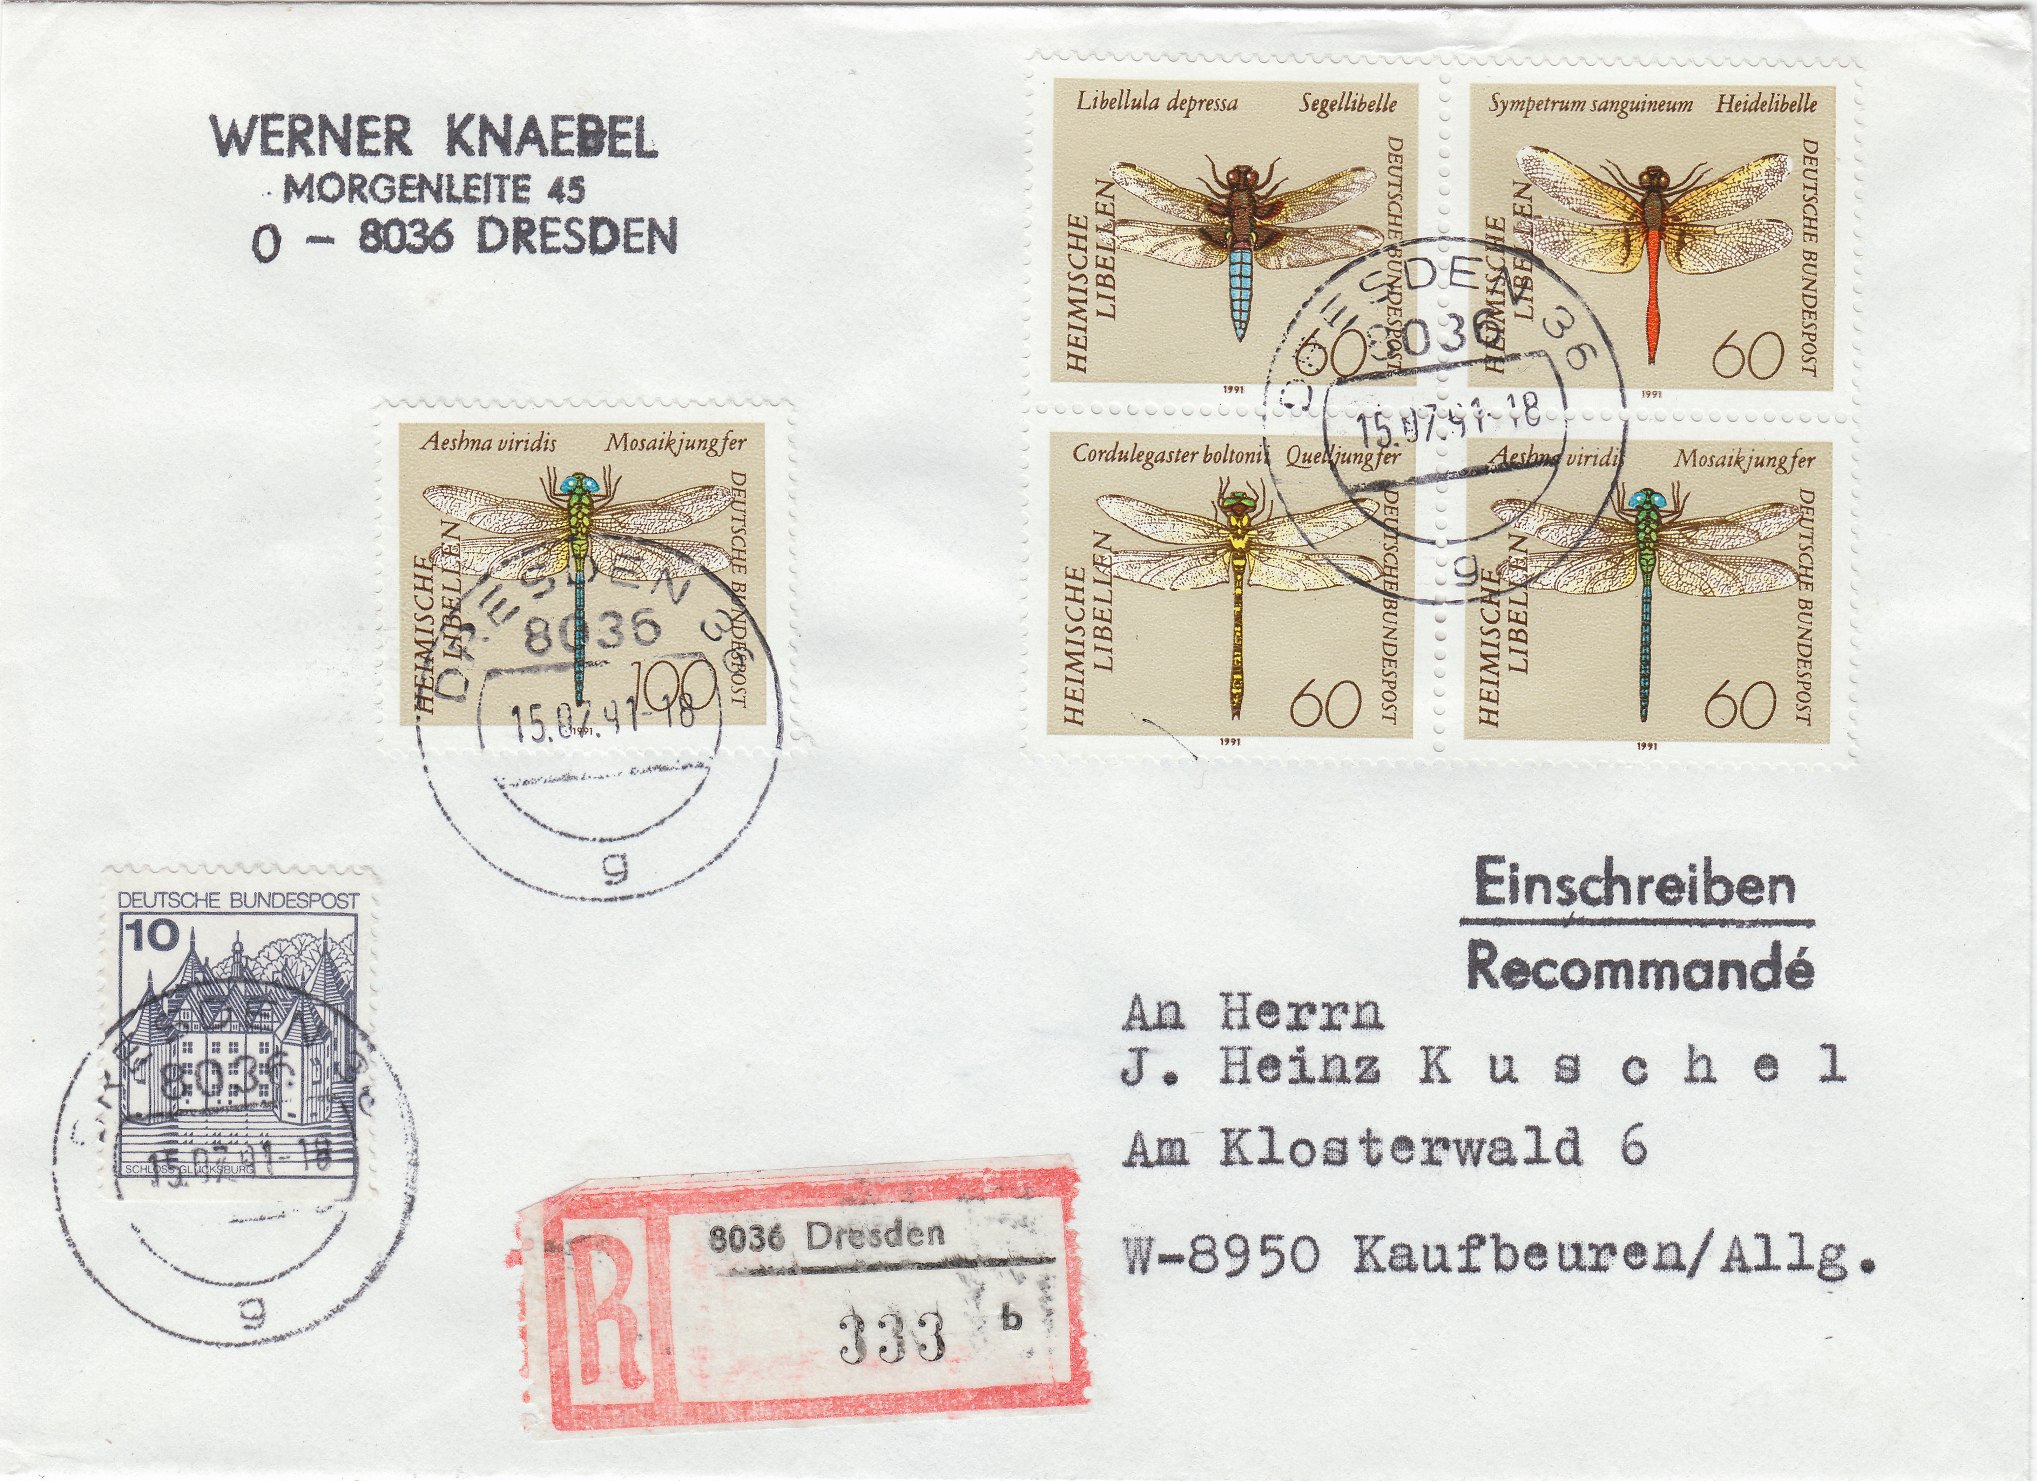 WERNER KNAEBEL
MORGENLEITE 45
O - 8036 DRESDEN
Libellula depressa Segellibelle
HEIMISCHE
LIBELLEN
DEUTSCHE BUNDESPOST
60
1991
Sympetrum sanguineum Heidelibelle
HEIMISCHE
LIBELLEN
DEUTSCHE BUNDESPOST
60
1991
Cordulegaster boltonii Quelljungfer
HEIMISCHE
LIBELLEN
DEUTSCHE BUNDESPOST
60
1991
Aeshna viridis Mosaikjungfer
HEIMISCHE
LIBELLEN
DEUTSCHE BUNDESPOST
60
1991
DRESDEN 36
8036
15.07.91-18
g
Aeshna viridis Mosaikjungfer
HEIMISCHE
LIBELLEN
DEUTSCHE BUNDESPOST
100
1991
DRESDEN 36
8036
15.07.91-18
g
DEUTSCHE BUNDESPOST
10
SCHLOSS GLÜCKSBURG
DRESDEN 36
8036
15.07.91-18
g
Einschreiben
Recommandé
An Herrn
J. Heinz K u s c h e l
Am Klosterwald 6
W-8950 Kaufbeuren/Allg.
R
8036 Dresden
333 b